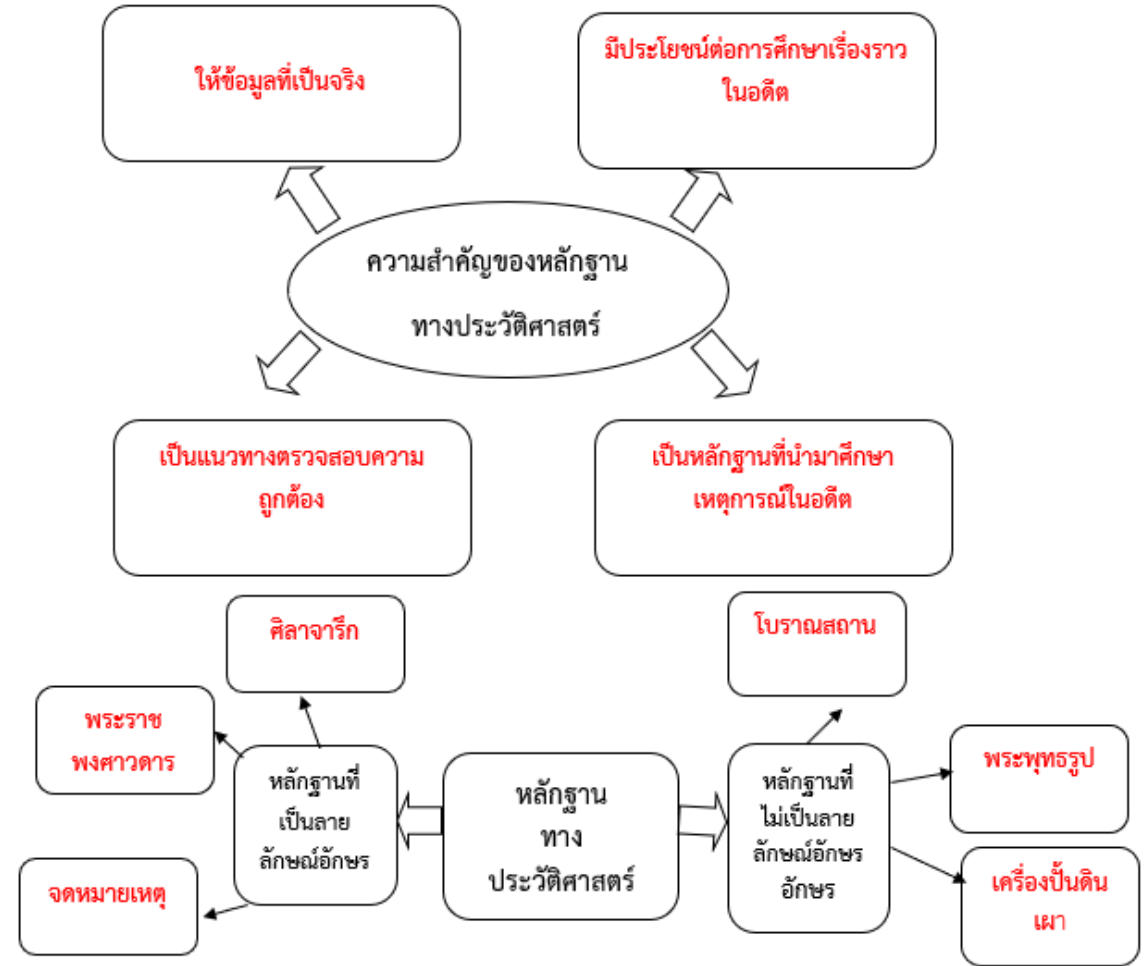 ให้ข้อมูลที่เป็นจริง
มีประโยชน์ต่อการศึกษาเรื่องราว
ในอดีต
ความสำคัญของหลักฐาน
ทางประวัติศาสตร์
เป็นแนวทางตรวจสอบความ
ถูกต้อง
เป็นหลักฐานที่นำมาศึกษา
เหตุการณ์ในอดีต
ศิลาจารึก
โบราณสถาน
พระราช
พงศาวดาร
หลักฐานที่
เป็นลาย
ลักษณ์อักษร
จดหมายเหตุ
หลักฐาน
ทาง
ประวัติศาสตร์
หลักฐานที่
ไม่เป็นลาย
ลักษณ์อักษร
อักษร
พระพุทธรูป
เครื่องปั้นดิน
เผา